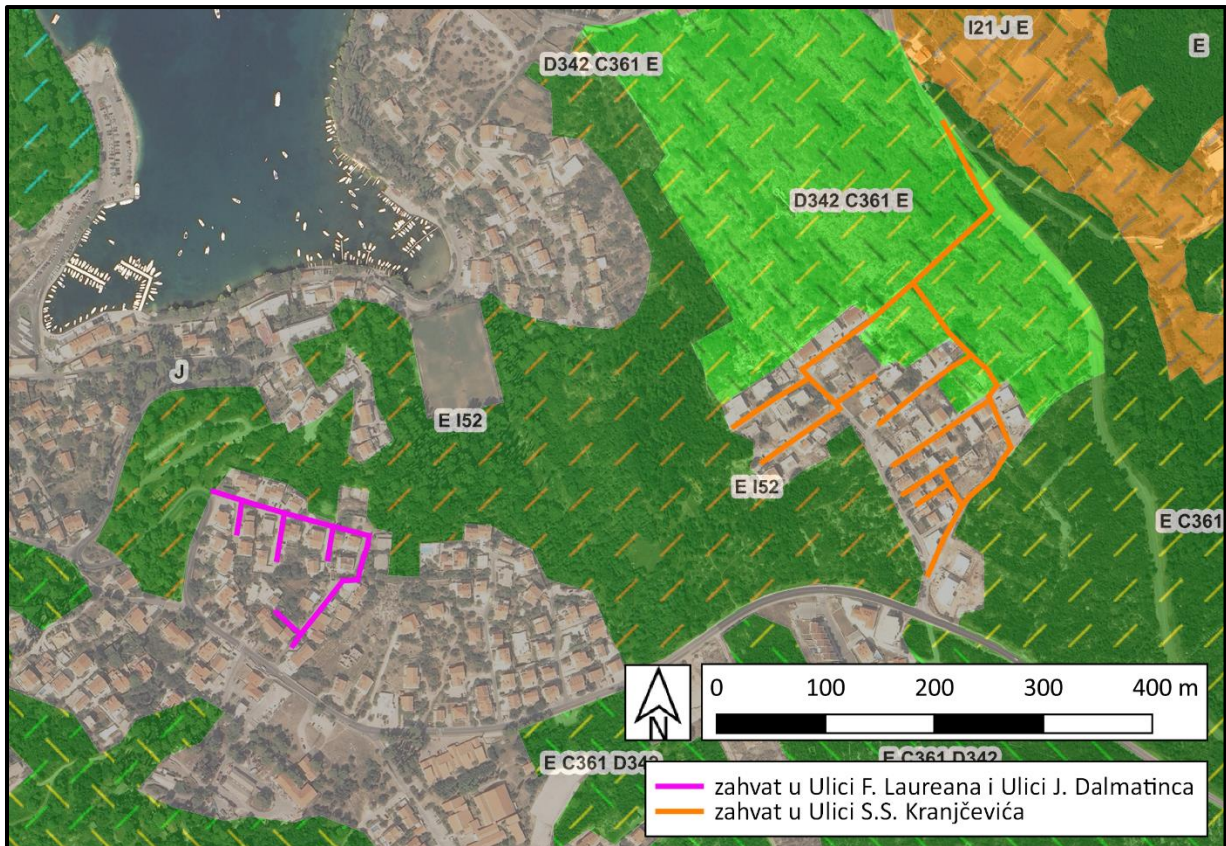 I21 J E
E
D342 C361 E
D342 C361 E
J
E I52
E I52
E C361
E C361 D342
E C361 D342
0 100 200 300 400 m
N
zahvat u Ulici F. Laureana i Ulici J. Dalmatinca
zahvat u Ulici S.S. Kranjčevića